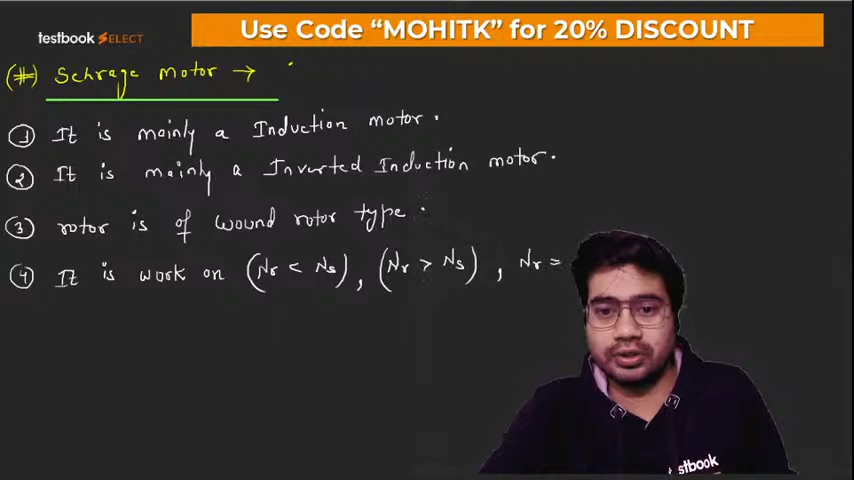 testbook SELECT
Use Code “MOHITK” for 20% DISCOUNT
(#) Schrage motor →
① It is mainly a Induction motor.
② It is mainly a Inverted Induction motor.
③ rotor is of wound rotor type.
④ It is work on (Nr < Ns), (Nr > Ns), Nr =
testbook